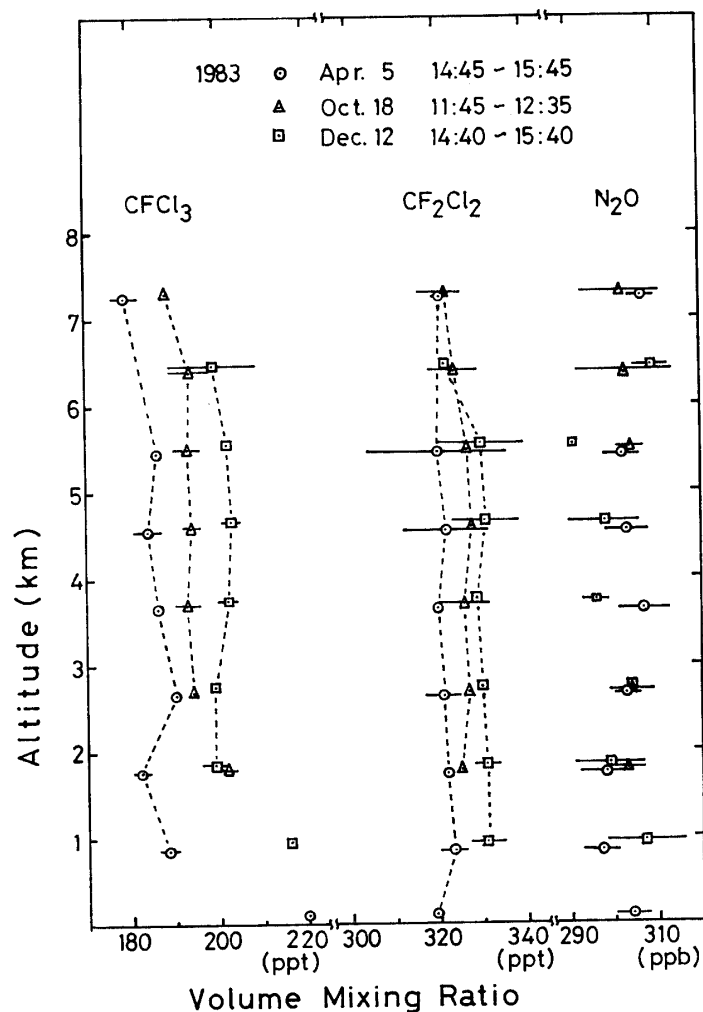 1983 ⊙ Apr. 5 14:45 - 15:45
△ Oct. 18 11:45 - 12:35
⊡ Dec. 12 14:40 - 15:40
CFCl3 CF2Cl2 N2O
8
7
6
5
4
3
2
1
Altitude (km)
180 200 220 300 320 340 290 310
(ppt) (ppt) (ppb)
Volume Mixing Ratio